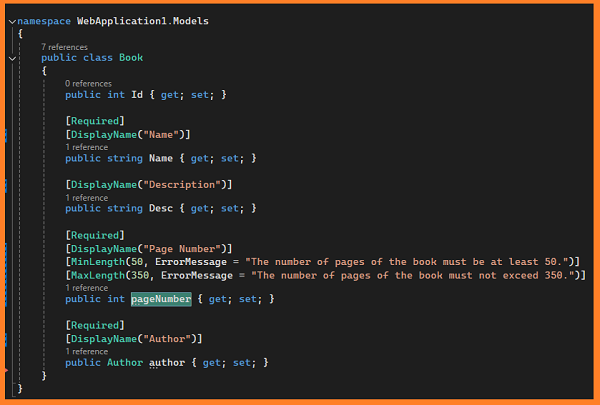 namespace WebApplication1.Models
{
7 references
public class Book
{
0 references
public int Id { get; set; }
[Required]
[DisplayName("Name")]
1 reference
public string Name { get; set; }
[DisplayName("Description")]
1 reference
public string Desc { get; set; }
[Required]
[DisplayName("Page Number")]
[MinLength(50, ErrorMessage = "The number of pages of the book must be at least 50.")]
[MaxLength(350, ErrorMessage = "The number of pages of the book must not exceed 350.")]
1 reference
public int pageNumber { get; set; }
[Required]
[DisplayName("Author")]
1 reference
public Author author { get; set; }
}
}